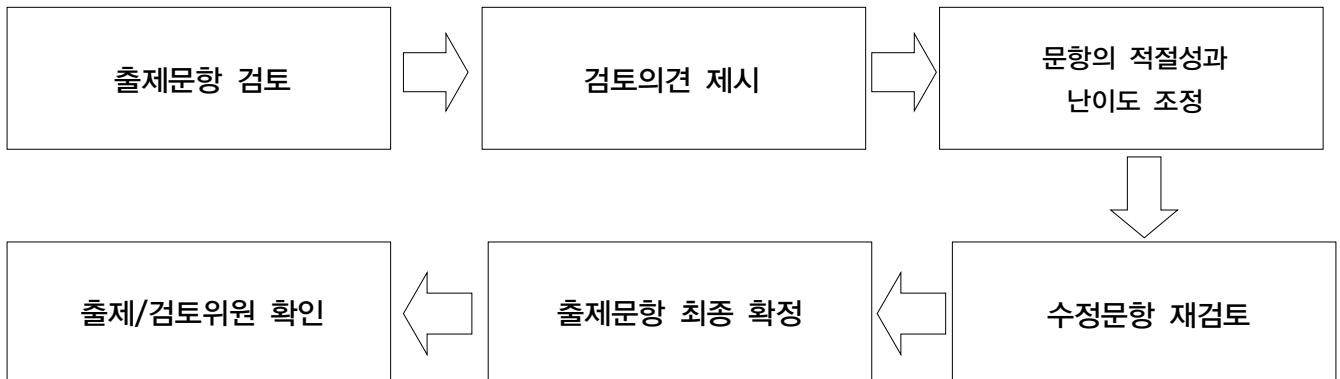 출제문항 검토
검토의견 제시
문항의 적절성과
난이도 조정
수정문항 재검토
출제문항 최종 확정
출제/검토위원 확인